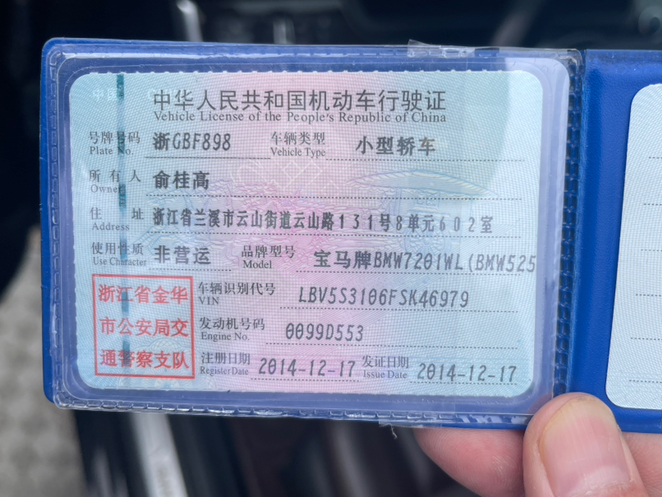 中华人民共和国机动车行驶证
Vehicle License of the People's Republic of China
号牌号码 浙GBF898 车辆类型 小型轿车
Plate No. Vehicle Type
所有人 俞桂高
Owner
住址 浙江省兰溪市云山街道云山路131号8单元602室
Address
使用性质 非营运 品牌型号 宝马牌BMW7201WL(BMW525
Use Character Model
浙江省金华
市公安局交
通警察支队
车辆识别代号 LBV5S3106FSK46979
VIN
发动机号码 0099D553
Engine No.
注册日期 2014-12-17 发证日期 2014-12-17
Register Date Issue Date